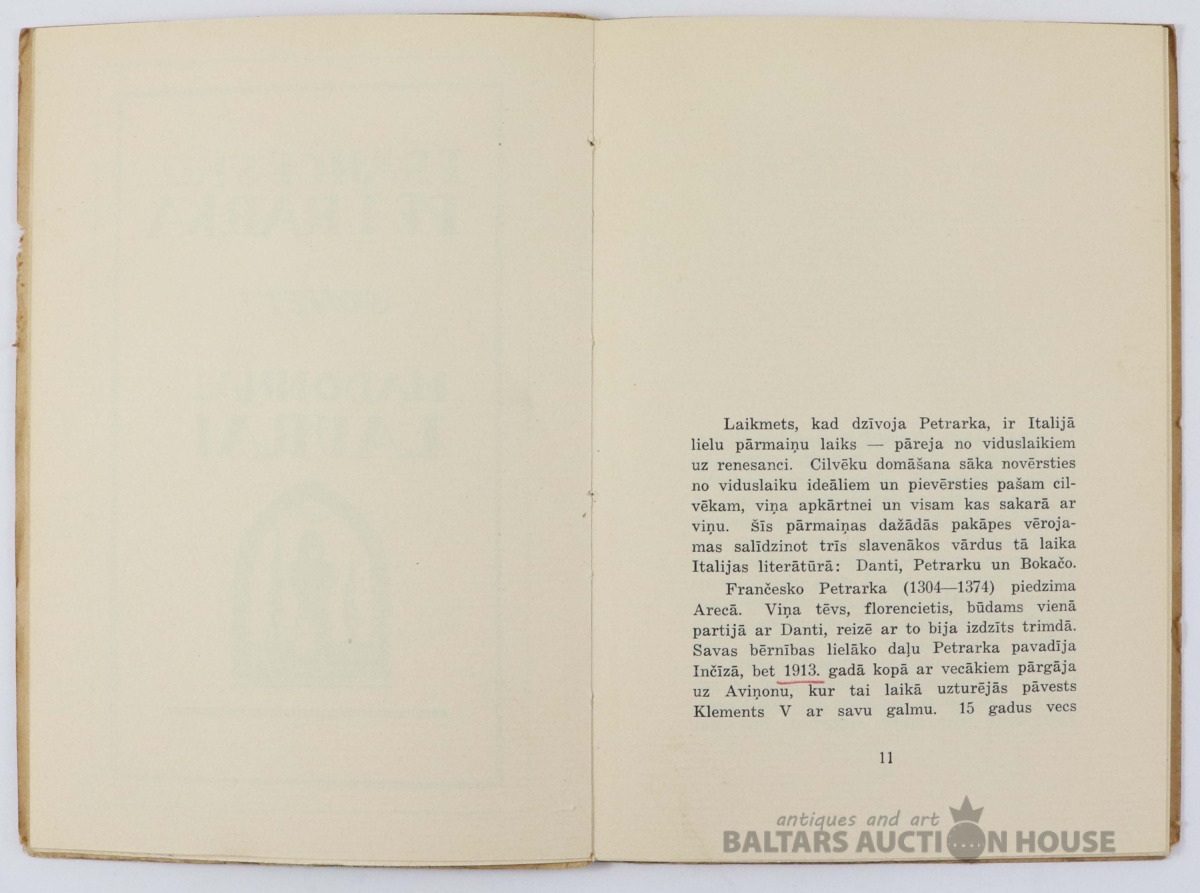 Laikmets, kad dzīvoja Petrarka, ir Italijā
lielu pārmaiņu laiks — pāreja no viduslaikiem
uz renesanci. Cilvēku domāšana sāka novērsties
no viduslaiku ideāliem un pievērsties pašam cil-
vēkam, viņa apkārtnei un visam kas sakarā ar
viņu. Šīs pārmaiņas dažādās pakāpes vēroja-
mas salīdzinot trīs slavenākos vārdus tā laika
Italijas literātūrā: Danti, Petrarku un Bokačo.
Frančesko Petrarka (1304—1374) piedzima
Arecā. Viņa tēvs, florencietis, būdams vienā
partijā ar Danti, reizē ar to bija izdzīts trimdā.
Savas bērnības lielāko daļu Petrarka pavadīja
Inčīzā, bet 1913. gadā kopā ar vecākiem pārgāja
uz Aviņonu, kur tai laikā uzturējās pāvests
Klements V ar savu galmu. 15 gadus vecs
11
antiques and art
BALTARS AUCTION HOUSE